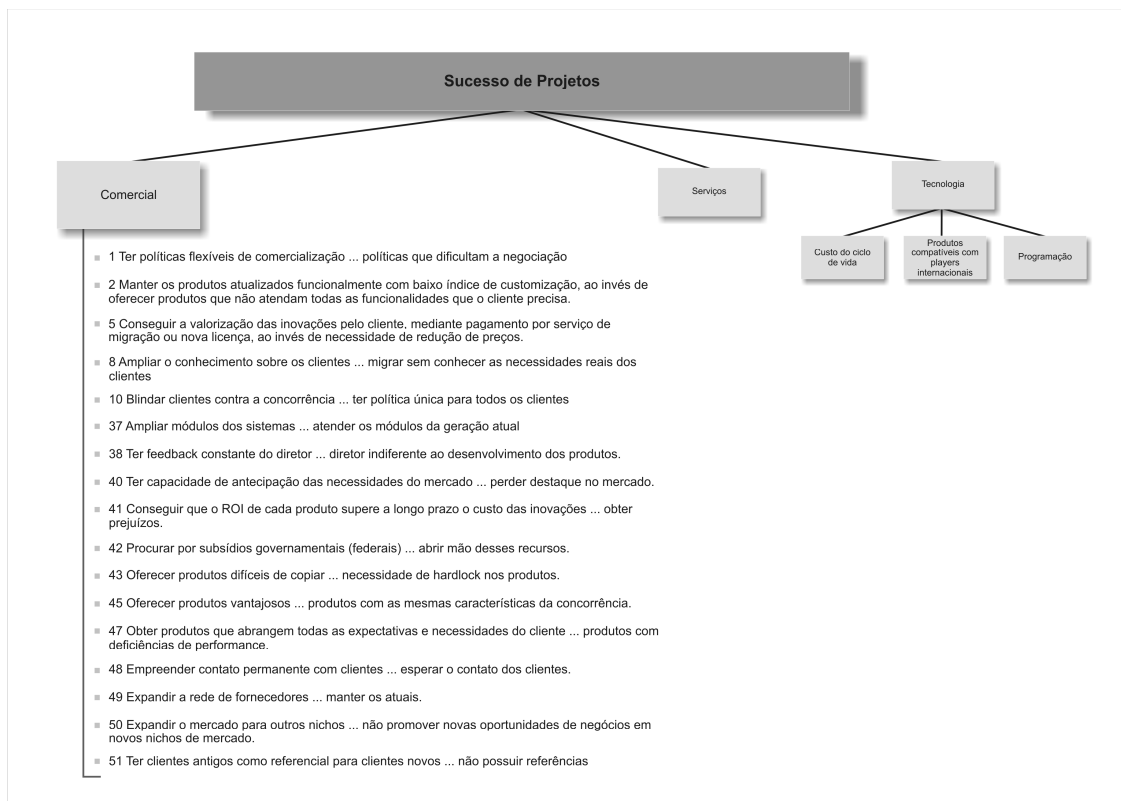 Sucesso de Projetos
Comercial
Serviços
Tecnologia
Custo do ciclo
de vida
Produtos
compatíveis com
players
internacionais
Programação
1 Ter políticas flexíveis de comercialização ... políticas que dificultam a negociação
2 Manter os produtos atualizados funcionalmente com baixo índice de customização, ao invés de
oferecer produtos que não atendam todas as funcionalidades que o cliente precisa.
5 Conseguir a valorização das inovações pelo cliente, mediante pagamento por serviço de
migração ou nova licença, ao invés de necessidade de redução de preços.
8 Ampliar o conhecimento sobre os clientes ... migrar sem conhecer as necessidades reais dos
clientes
10 Blindar clientes contra a concorrência ... ter política única para todos os clientes
37 Ampliar módulos dos sistemas ... atender os módulos da geração atual
38 Ter feedback constante do diretor ... diretor indiferente ao desenvolvimento dos produtos.
40 Ter capacidade de antecipação das necessidades do mercado ... perder destaque no mercado.
41 Conseguir que o ROI de cada produto supere a longo prazo o custo das inovações ... obter
prejuízos.
42 Procurar por subsídios governamentais (federais) ... abrir mão desses recursos.
43 Oferecer produtos difíceis de copiar ... necessidade de hardlock nos produtos.
45 Oferecer produtos vantajosos ... produtos com as mesmas características da concorrência.
47 Obter produtos que abrangem todas as expectativas e necessidades do cliente ... produtos com
deficiências de performance.
48 Empreender contato permanente com clientes ... esperar o contato dos clientes.
49 Expandir a rede de fornecedores ... manter os atuais.
50 Expandir o mercado para outros nichos ... não promover novas oportunidades de negócios em
novos nichos de mercado.
51 Ter clientes antigos como referencial para clientes novos ... não possuir referências